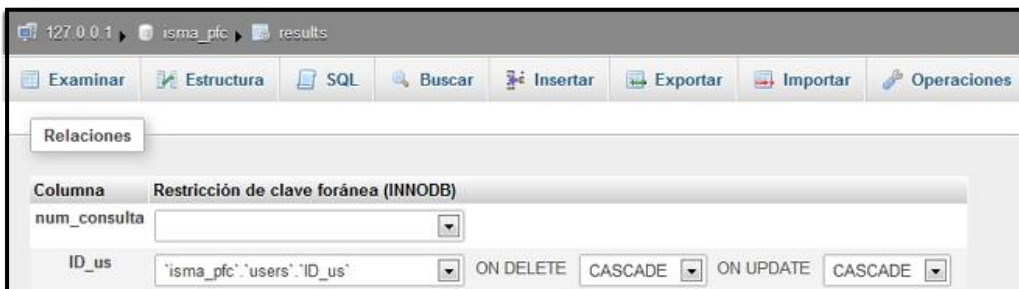 127.0.0.1 isma_pfc results
Examinar Estructura SQL Buscar Insertar Exportar Importar Operaciones
Relaciones
Columna Restricción de clave foránea (INNODB)
num_consulta
ID_us `isma_pfc`.`users`.`ID_us` ON DELETE CASCADE ON UPDATE CASCADE